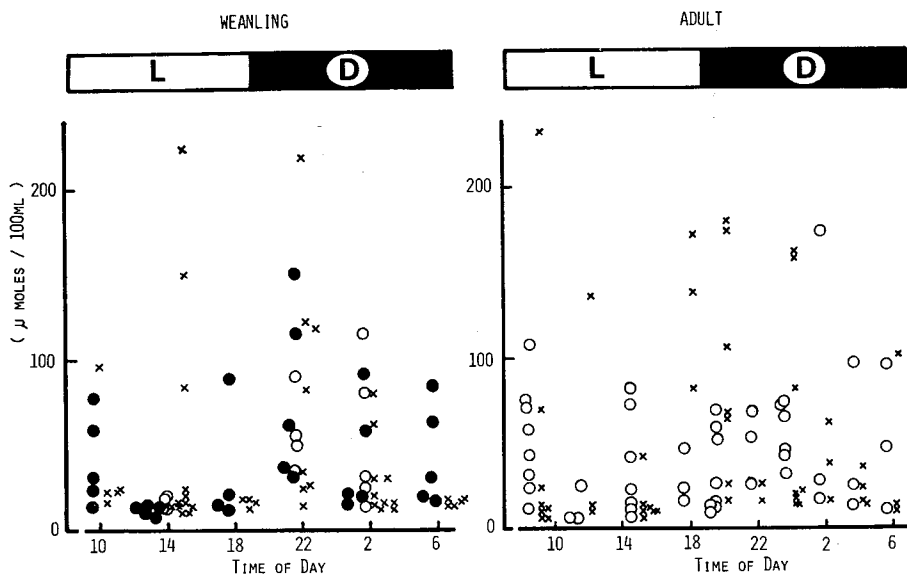 WEANLING
ADULT
L
D
L
D
( μ MOLES / 100ML )
200
100
0
10
14
18
22
2
6
TIME OF DAY
200
100
0
10
14
18
22
2
6
TIME OF DAY